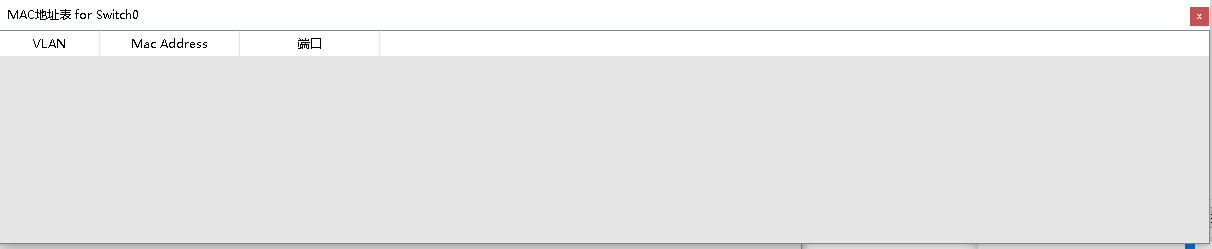 MAC地址表 for Switch0
x
VLAN Mac Address 端口